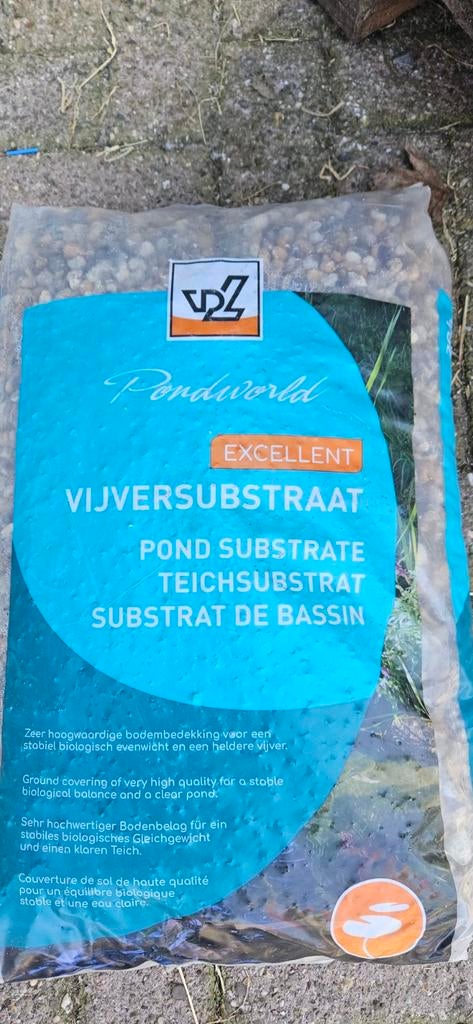 VDL
Pondworld
EXCELLENT
VIJVERSUBSTRAAT
POND SUBSTRATE
TEICHSUBSTRAT
SUBSTRAT DE BASSIN
Zeer hoogwaardige bodembedekking voor een
stabiel biologisch evenwicht en een heldere vijver.
Ground covering of very high quality for a stable
biological balance and a clear pond.
Sehr hochwertiger Bodenbelag für ein
stabiles biologisches Gleichgewicht
und einen klaren Teich.
Couverture de sol de haute qualité
pour un équilibre biologique
stable et une eau claire.